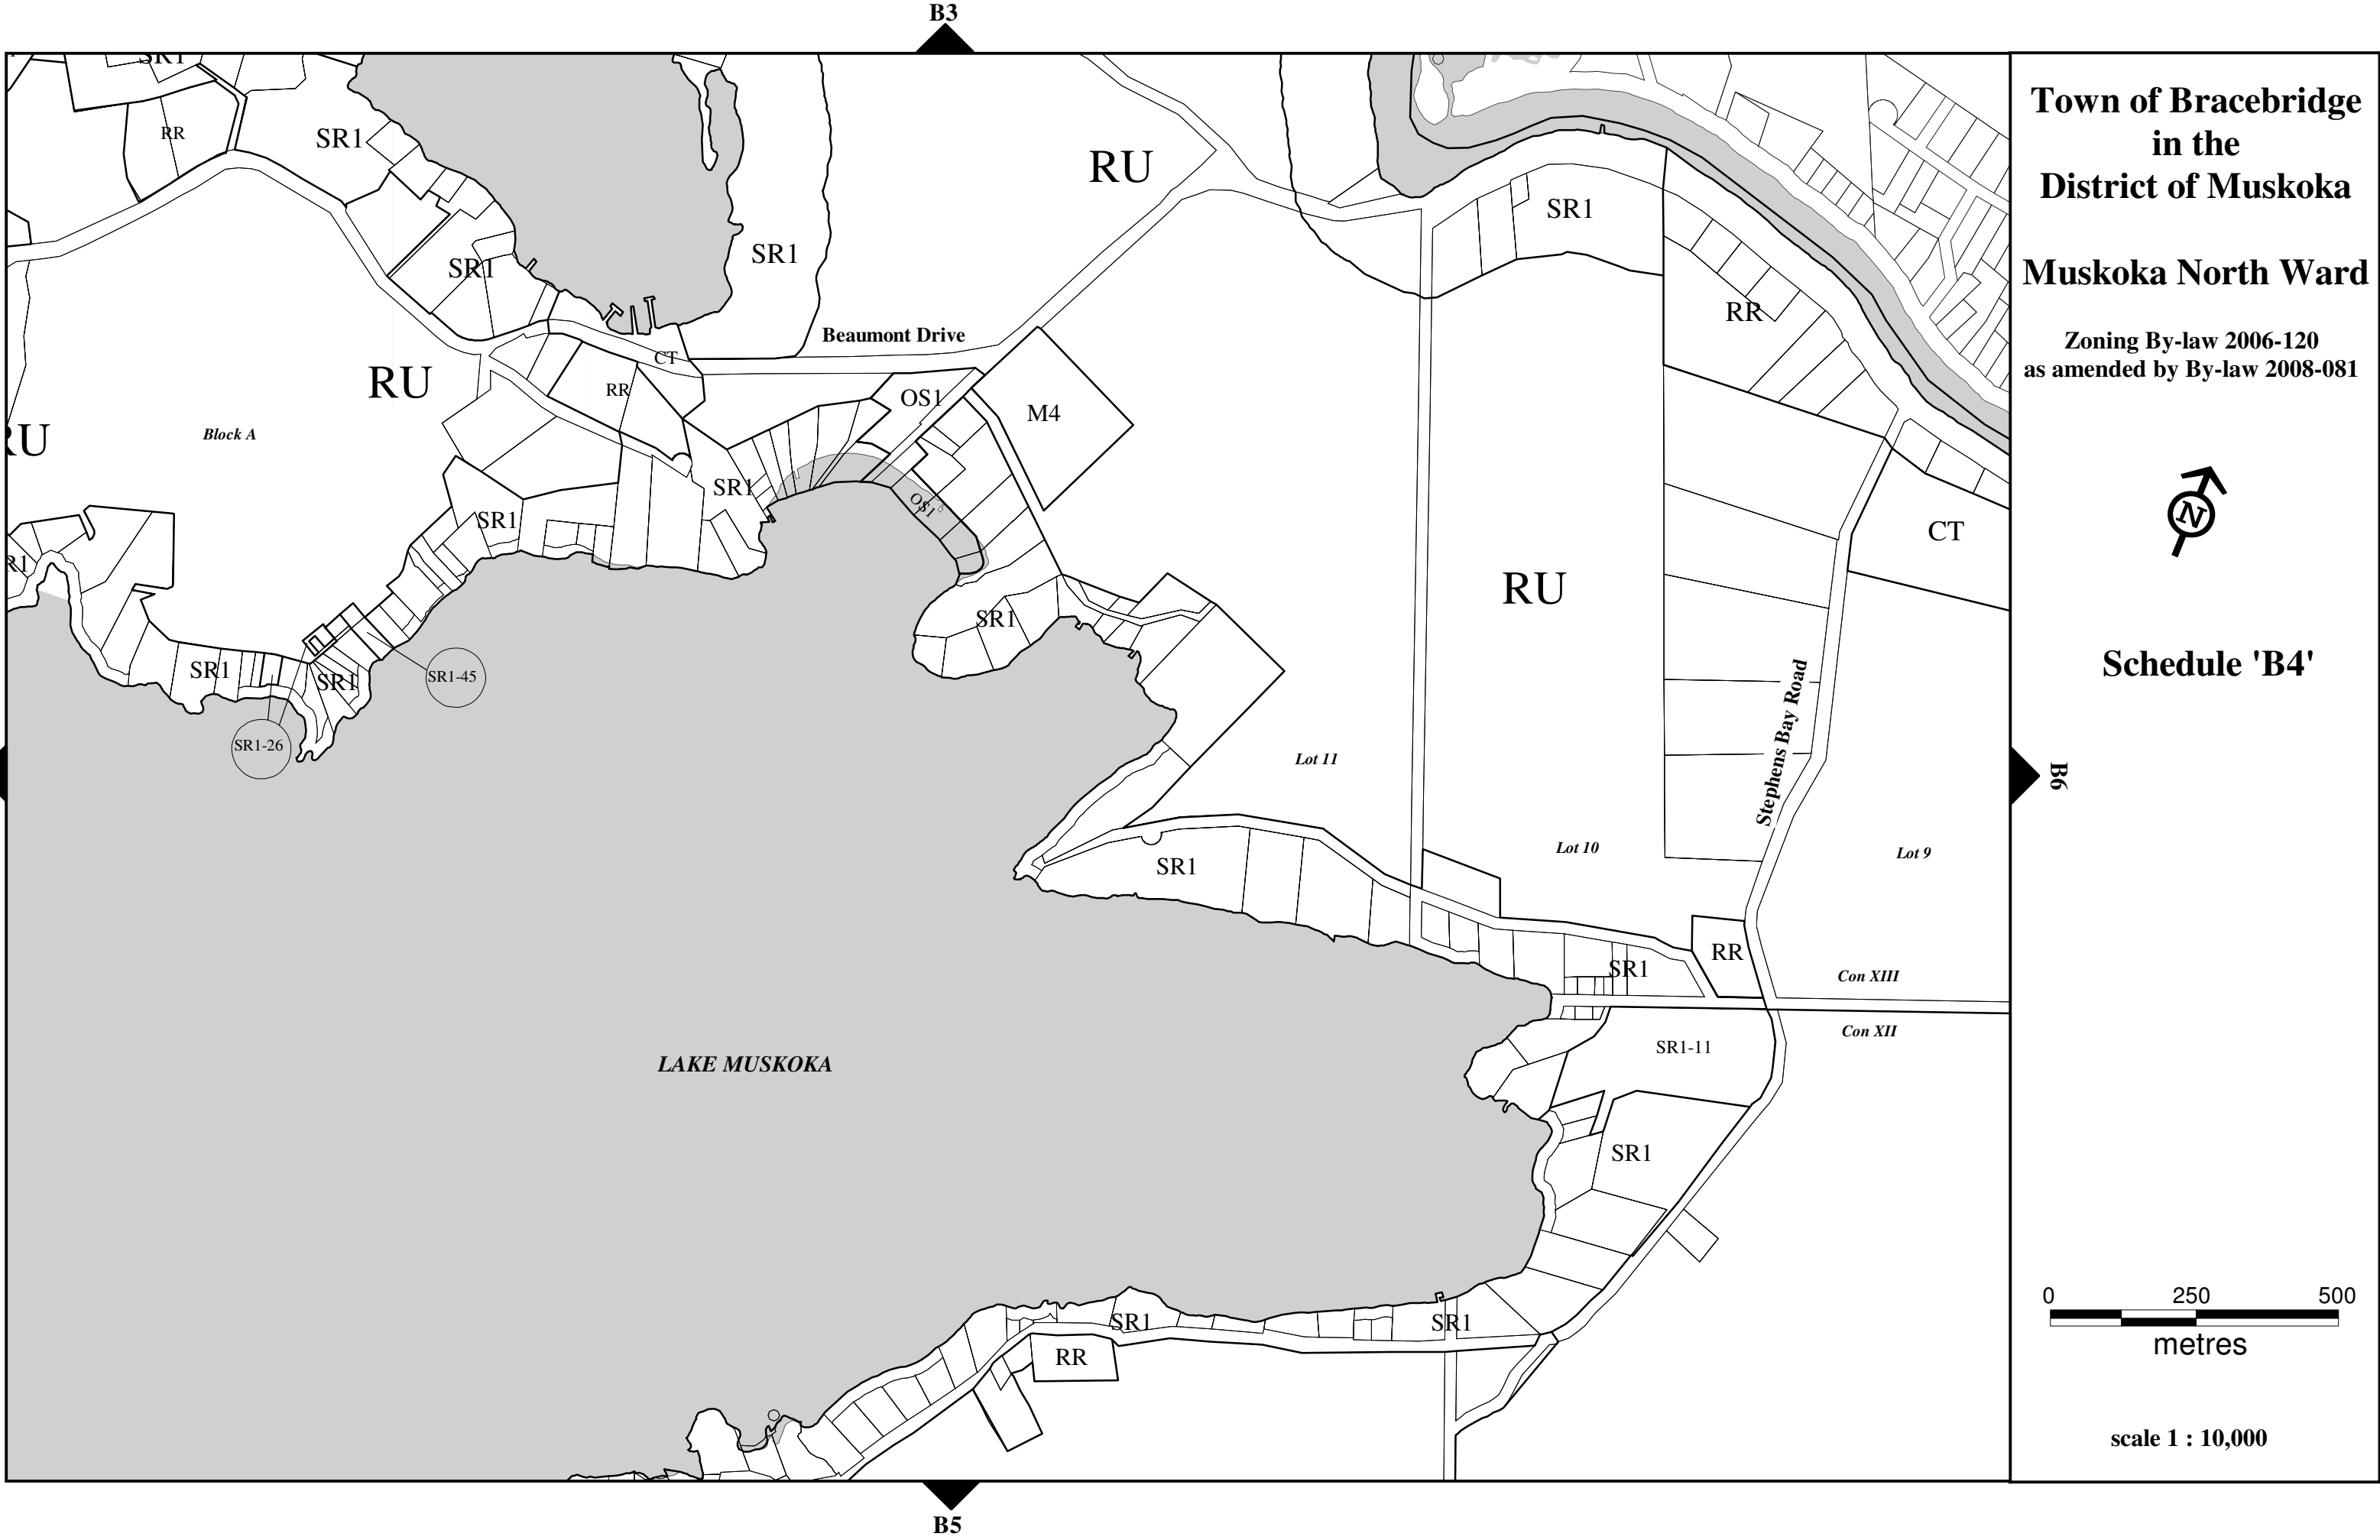 B3
SR1
RR
SR1
RU
SR1
SR1
SR1
RR
Beaumont Drive
CT
RU
RR
OS1
M4
RU
Block A
SR1
OS1
SR1
CT
R1
RU
SR1
SR1
SR1
SR1-45
SR1-26
Stephens Bay Road
Lot 11
Lot 10
Lot 9
SR1
RR
SR1
Con XIII
Con XII
SR1-11
LAKE MUSKOKA
SR1
SR1
SR1
RR
B5
B6
Town of Bracebridge
in the
District of Muskoka
Muskoka North Ward
Zoning By-law 2006-120
as amended by By-law 2008-081
N
Schedule 'B4'
0 250 500
metres
scale 1 : 10,000